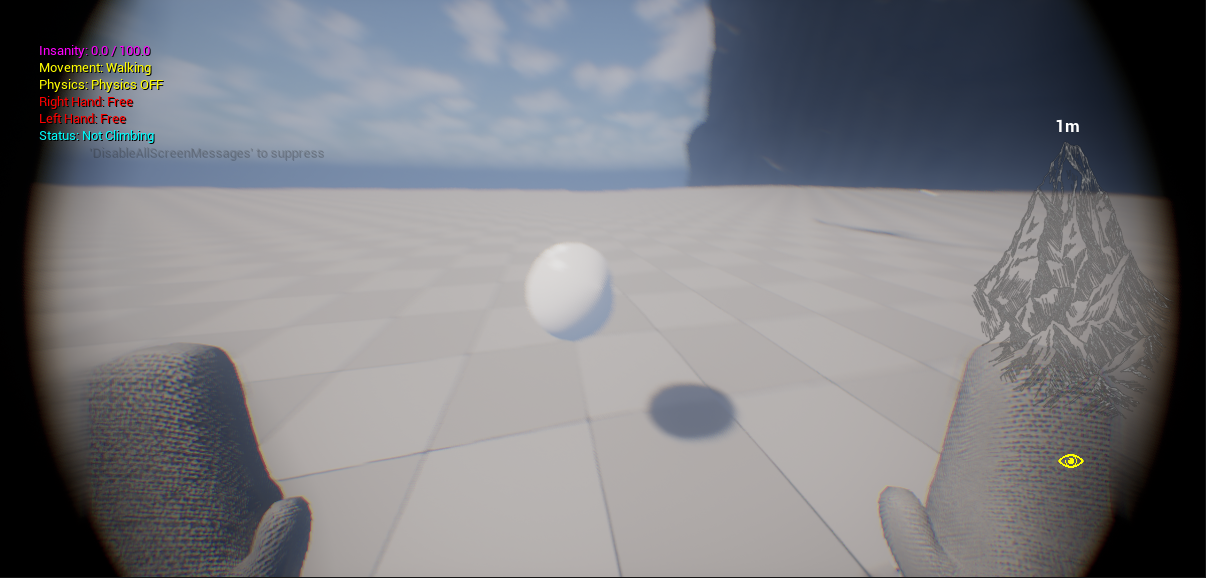 Insanity: 0.0 / 100.0
Movement: Walking
Physics: Physics OFF
Right Hand: Free
Left Hand: Free
Status: Not Climbing
'DisableAllScreenMessages' to suppress
1m